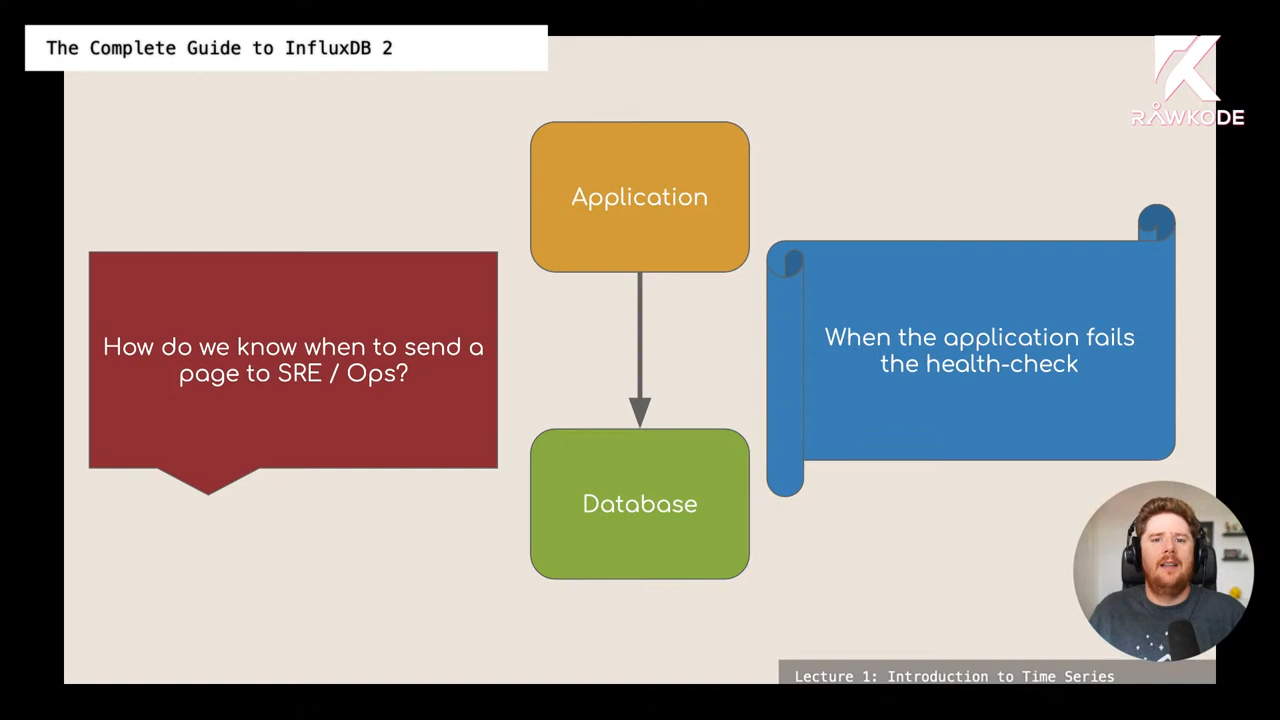 The Complete Guide to InfluxDB 2
RAWKODE
Application
How do we know when to send a
page to SRE / Ops?
When the application fails
the health-check
Database
Lecture 1: Introduction to Time Series